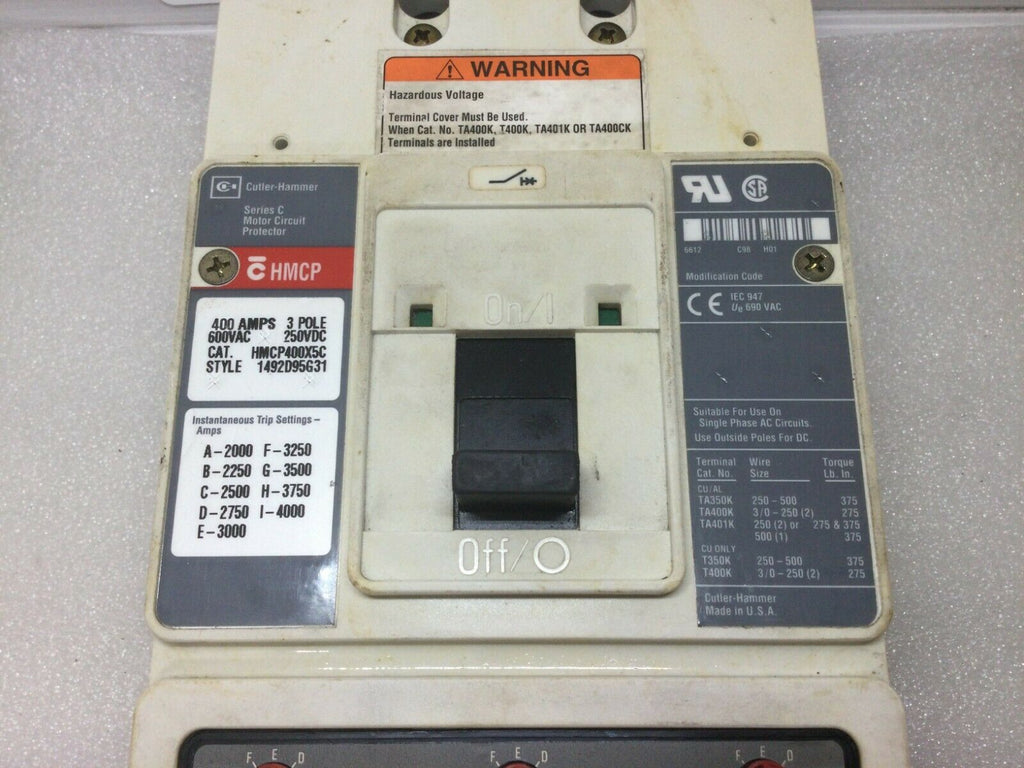 WARNING
Hazardous Voltage
Terminal Cover Must Be Used.
When Cat. No. TA400K, T400K, TA401K OR TA400CK
Terminals are Installed
Cutler-Hammer
Series C
Motor Circuit
Protector
C HMCP
400 AMPS 3 POLE
600VAC 250VDC
CAT. HMCP400X5C
STYLE 1492D95G31
Instantaneous Trip Settings –
Amps
A-2000 F-3250
B-2250 G-3500
C-2500 H-3750
D-2750 I-4000
E-3000
On/I
Off/O
RU SA
6612 C98 H01
Modification Code
CE IEC 947
Ue 690 VAC
Suitable For Use On
Single Phase AC Circuits.
Use Outside Poles For DC.
Terminal Wire Torque
Cat. No. Size Lb. In.
CU/AL
TA350K 250 – 500 375
TA400K 3/0 – 250 (2) 275
TA401K 250 (2) or 275 & 375
500 (1) 375
CU ONLY
T350K 250 – 500 375
T400K 3/0 – 250 (2) 275
Cutler-Hammer
Made in U.S.A.
F E D F E D F E D